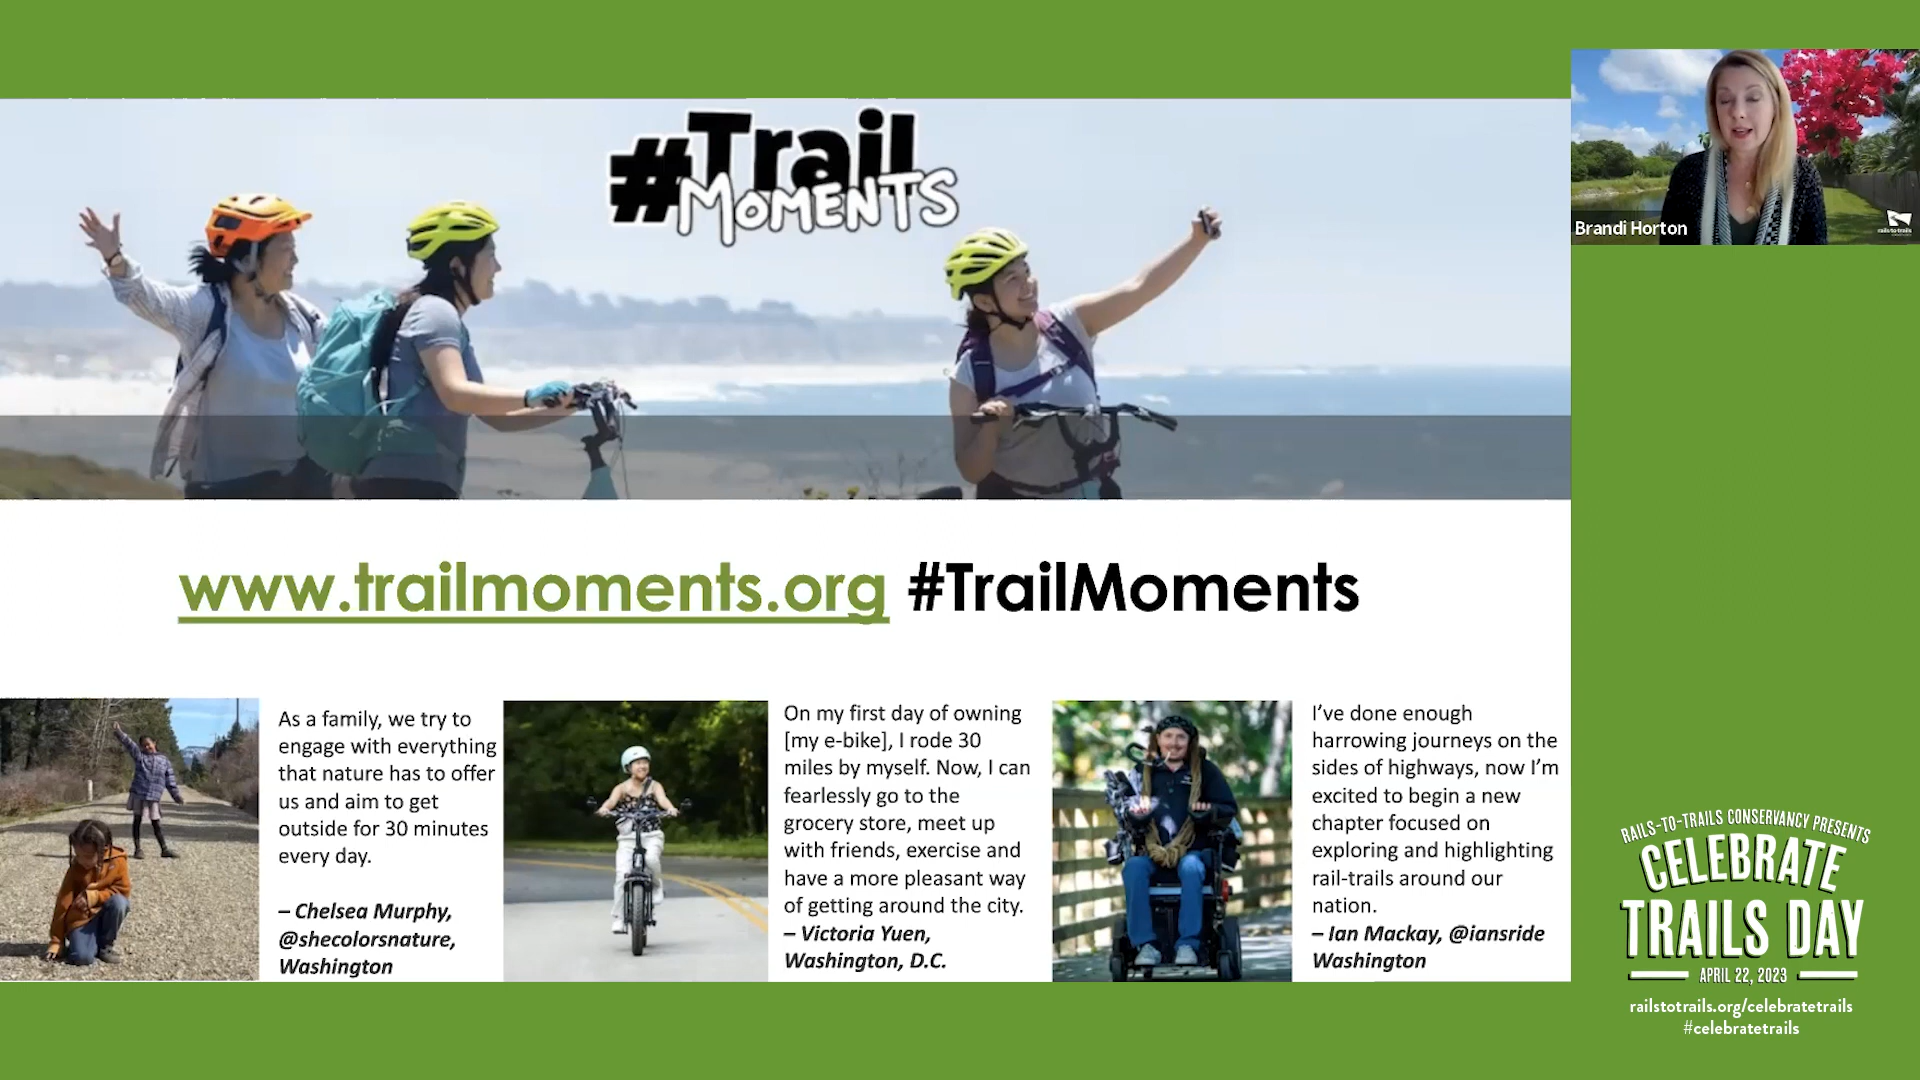 #Trail
MOMENTS
Brandi Horton
rails-to-trails
www.trailmoments.org #TrailMoments
As a family, we try to
engage with everything
that nature has to offer
us and aim to get
outside for 30 minutes
every day.
– Chelsea Murphy,
@shecolorsnature,
Washington
On my first day of owning
[my e-bike], I rode 30
miles by myself. Now, I can
fearlessly go to the
grocery store, meet up
with friends, exercise and
have a more pleasant way
of getting around the city.
– Victoria Yuen,
Washington, D.C.
I’ve done enough
harrowing journeys on the
sides of highways, now I’m
excited to begin a new
chapter focused on
exploring and highlighting
rail-trails around our
nation.
– Ian Mackay, @iansride
Washington
RAILS-TO-TRAILS CONSERVANCY PRESENTS
CELEBRATE
TRAILS DAY
APRIL 22, 2023
railstotrails.org/celebratetrails
#celebratetrails